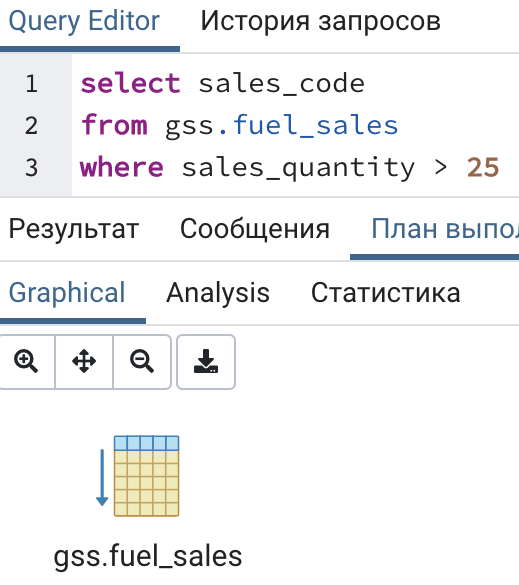 Query Editor История запросов
1 select sales_code
2 from gss.fuel_sales
3 where sales_quantity > 25
Результат Сообщения План
Graphical Analysis Статистика
gss.fuel_sales